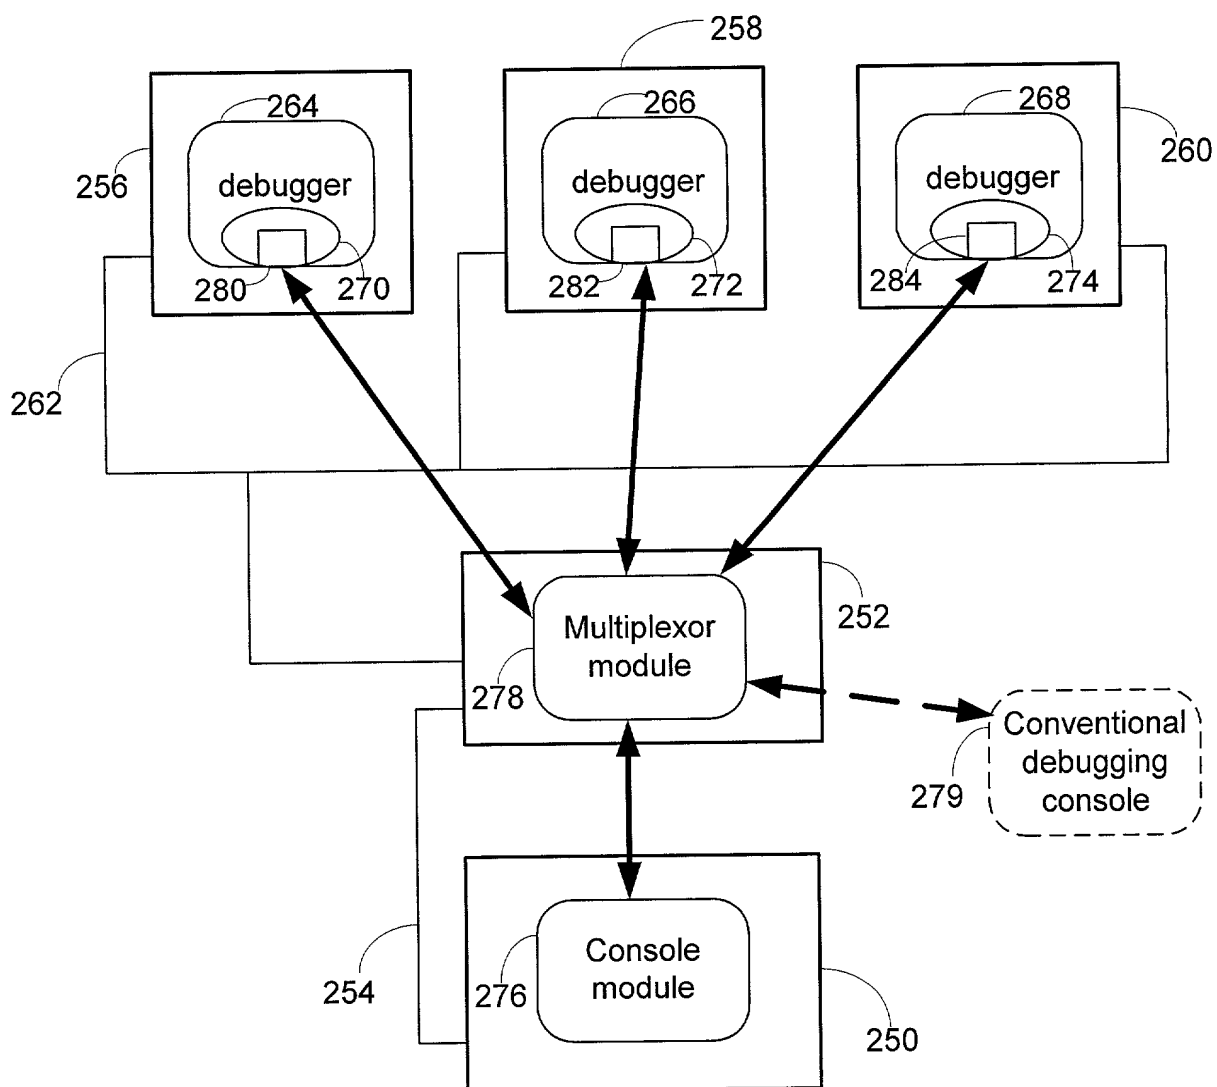 258
264
266
268
256
debugger
debugger
debugger
260
280
270
282
272
284
274
262
Multiplexor
module
252
278
Conventional
debugging
console
279
Console
module
254
276
250